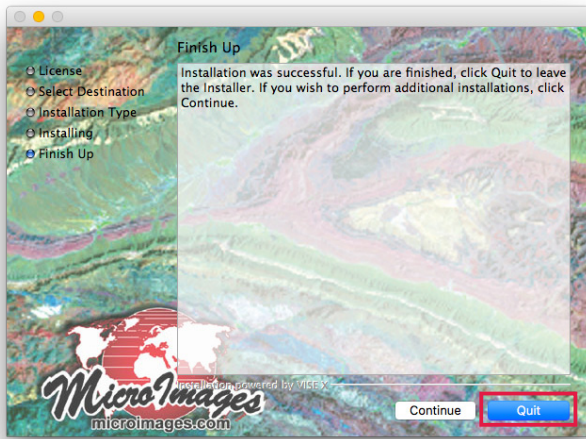 Finish Up
License
Select Destination
Installation Type
Installing
Finish Up
Installation was successful. If you are finished, click Quit to leave
the Installer. If you wish to perform additional installations, click
Continue.
Installation powered by VISE X
MicroImages
microimages.com
Continue
Quit